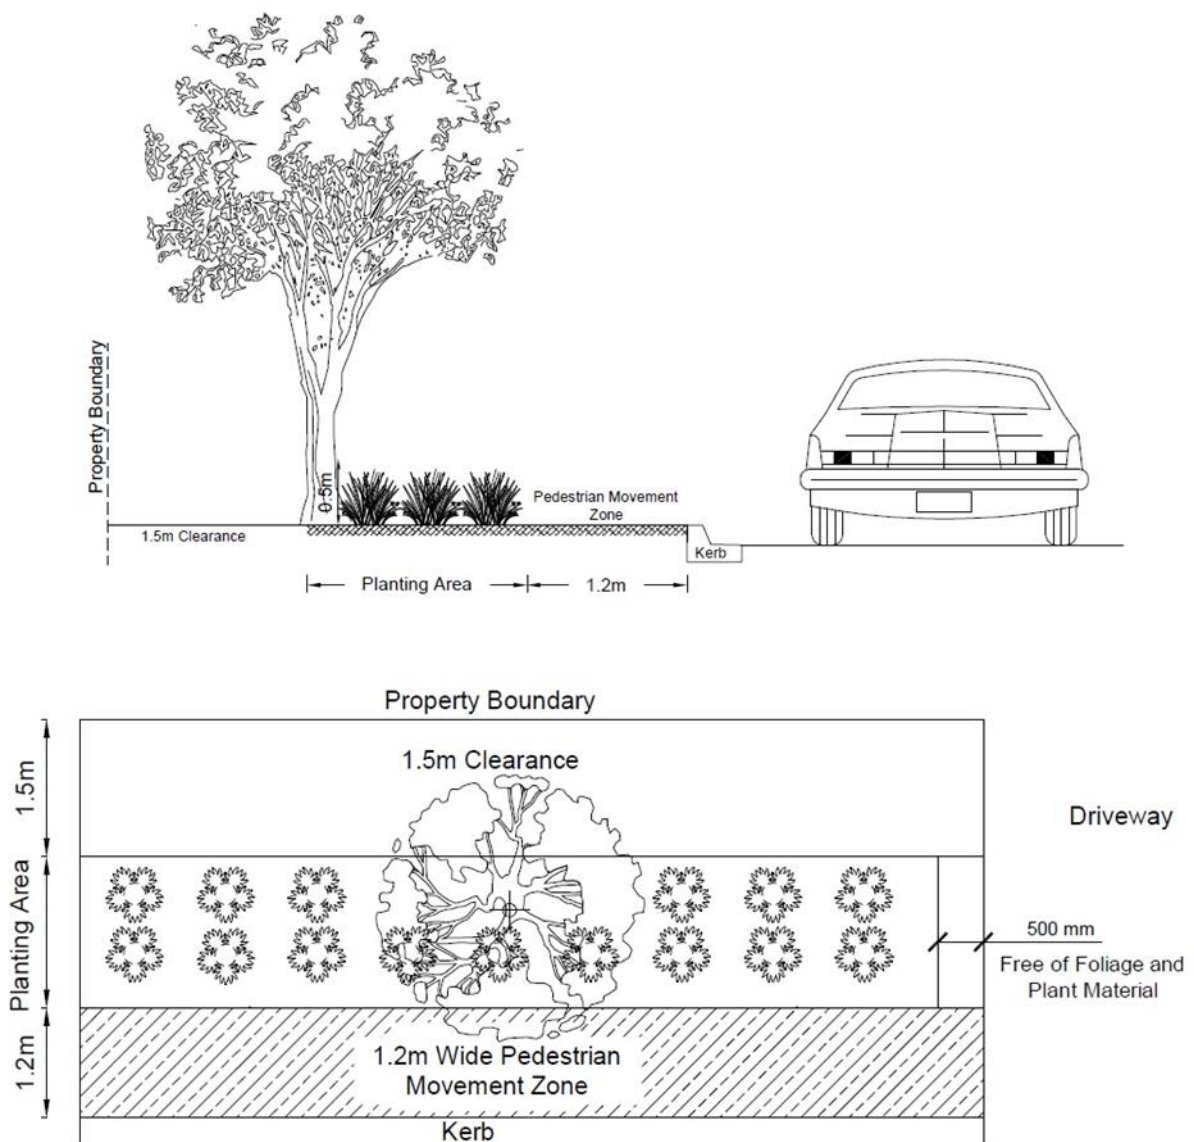 Property Boundary
0.5m
Pedestrian Movement
Zone
1.5m Clearance
Kerb
Planting Area
1.2m
Property Boundary
1.5m Clearance
1.5m
Driveway
Planting Area
500 mm
Free of Foliage and
Plant Material
1.2m
1.2m Wide Pedestrian
Movement Zone
Kerb